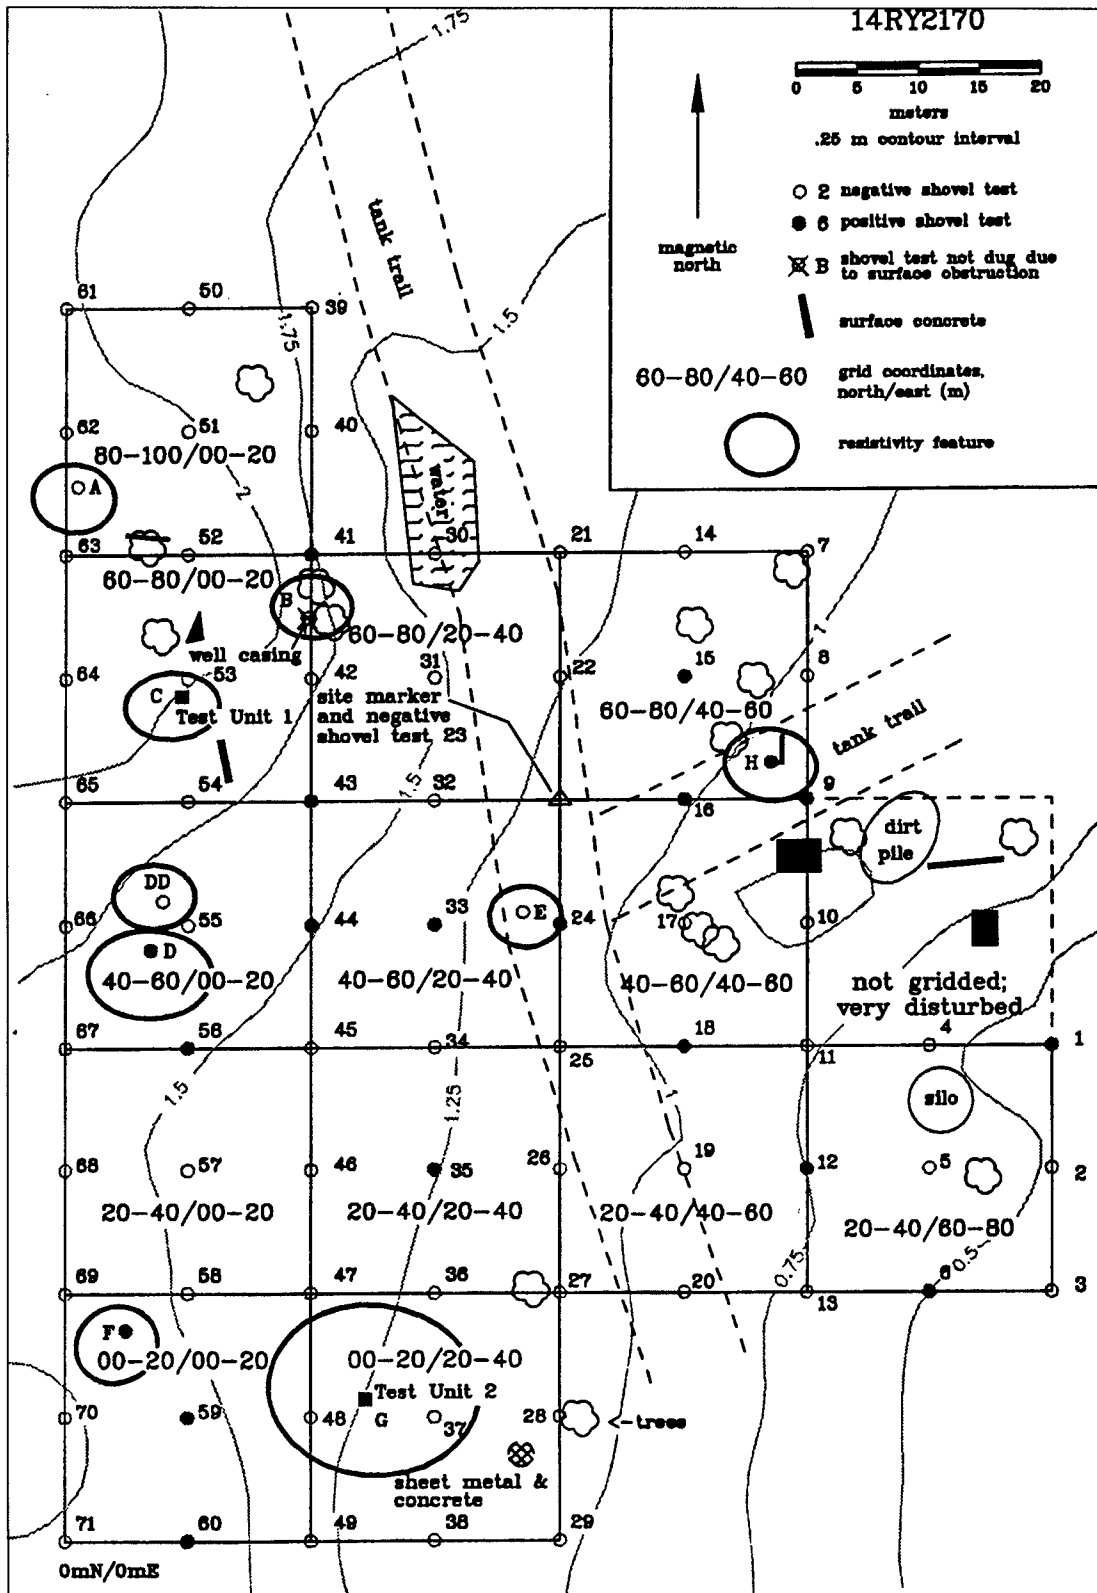 14RY2170
0 5 10 15 20
meters
.25 m contour interval
2 negative shovel test
6 positive shovel test
B shovel test not dug due
to surface obstruction
magnetic
north
surface concrete
60-80/40-60
grid coordinates,
north/east (m)
resistivity feature
1.75
tank trail
61 50 39
1.75
1.5
62 51 40
80-100/00-20
water
2
A
63 52 41 30 21 14 7
60-80/00-20
B
60-80/20-40
1
well casing
64 53 42 31 22 15 8
C
Test Unit 1
site marker
and negative
shovel test 23
60-80/40-60
tank trail
H
1.5
65 54 43 32 16 9
dirt
pile
DD
66 55 44 33 E 24 17 10
D
40-60/00-20 40-60/20-40 40-60/40-60
not gridded;
very disturbed
67 56 45 34 25 18 11 4 1
1.5
1.25
1
silo
68 57 46 35 26 19 12 5 2
20-40/00-20 20-40/20-40 20-40/40-60 20-40/60-80
0.75
0.5
69 58 47 36 27 20 13 6 3
F
00-20/00-20 00-20/20-40
Test Unit 2
G
70 59 48 37 28
<-trees
sheet metal &
concrete
71 60 49 38 29
0mN/0mE